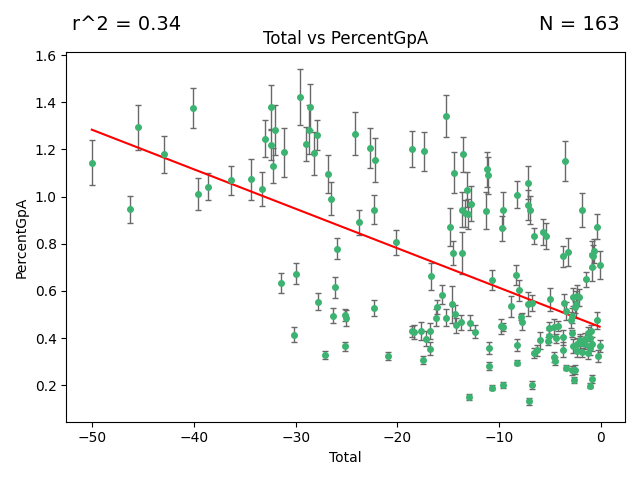 r^2 = 0.34
N = 163
Total vs PercentGpA
1.6
1.4
1.2
1.0
0.8
0.6
0.4
0.2
PercentGpA
−50
−40
−30
−20
−10
0
Total